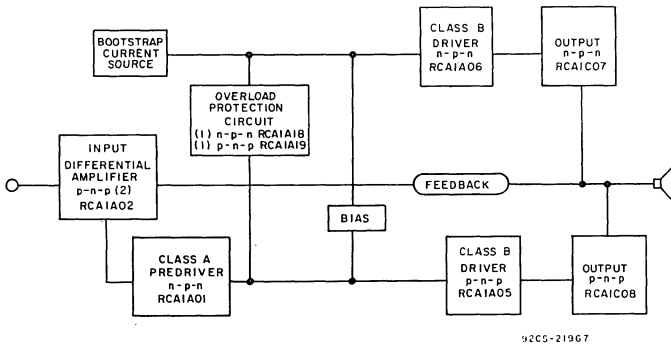 BOOTSTRAP
CURRENT
SOURCE
CLASS B
DRIVER
n-p-n
RCA1A06
OUTPUT
n-p-n
RCA1C07
OVERLOAD
PROTECTION
CIRCUIT
(1) n-p-n RCA1A18
(1) p-n-p RCA1A19
INPUT
DIFFERENTIAL
AMPLIFIER
p-n-p (2)
RCA1A02
FEEDBACK
BIAS
CLASS A
PREDRIVER
n-p-n
RCA1A01
CLASS B
DRIVER
p-n-p
RCA1A05
OUTPUT
p-n-p
RCA1C08
92CS-21967